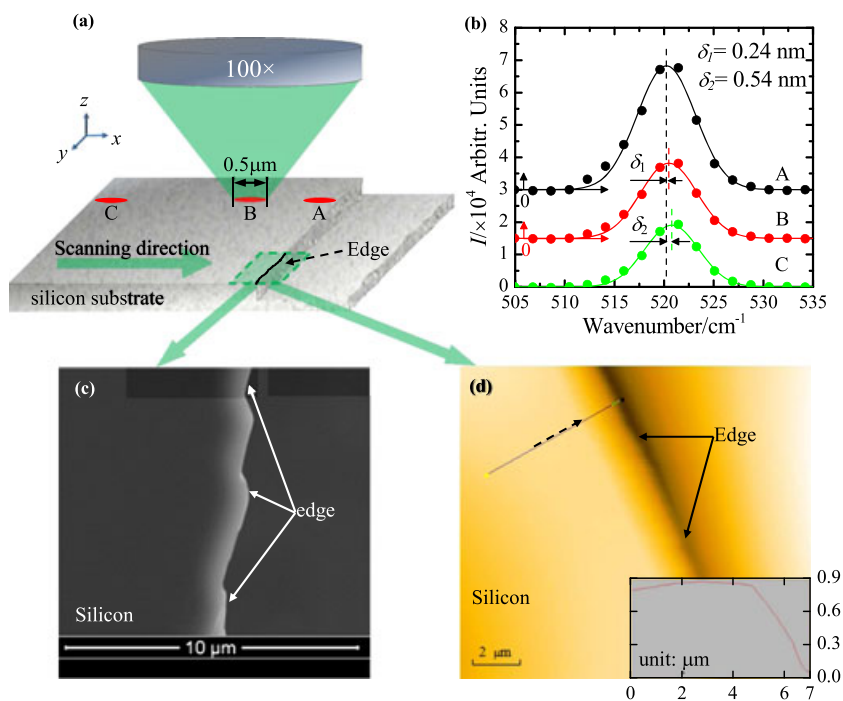 (a)
100×
z
y
x
0.5μm
C
B
A
Scanning direction
Edge
silicon substrate
(b)
δ1= 0.24 nm
δ2= 0.54 nm
I/×10⁴ Arbitr. Units
8
7
6
5
4
3
2
1
0
0
0
δ1
δ2
A
B
C
505 510 515 520 525 530 535
Wavenumber/cm⁻¹
(c)
edge
Silicon
10 μm
(d)
Edge
Silicon
2 μm
unit: μm
0.9
0.6
0.3
0.0
0 2 4 6 7